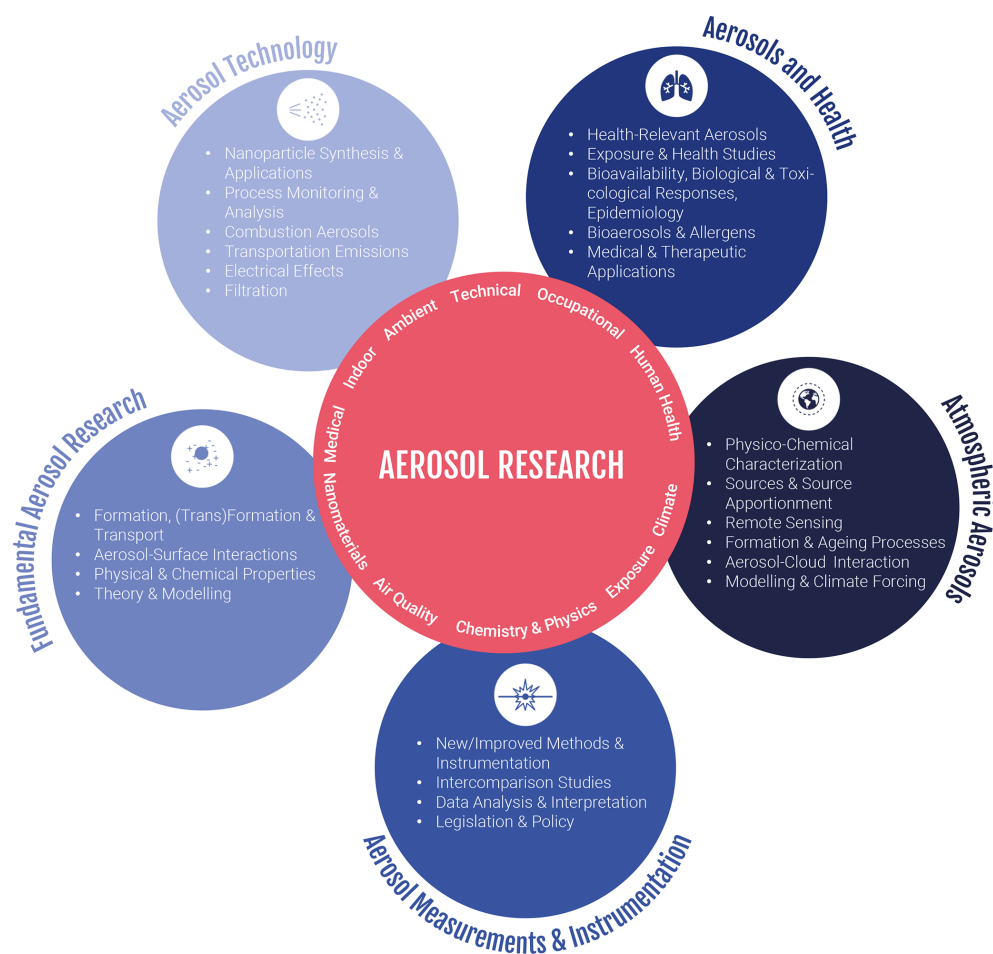 Aerosol Technology
• Nanoparticle Synthesis &
Applications
• Process Monitoring &
Analysis
• Combustion Aerosols
• Transportation Emissions
• Electrical Effects
• Filtration
Aerosols and Health
• Health-Relevant Aerosols
• Exposure & Health Studies
• Bioavailability, Biological & Toxi-
cological Responses,
Epidemiology
• Bioaerosols & Allergens
• Medical & Therapeutic
Applications
Atmospheric Aerosols
• Physico-Chemical
Characterization
• Sources & Source
Apportionment
• Remote Sensing
• Formation & Ageing Processes
• Aerosol-Cloud Interaction
• Modelling & Climate Forcing
Aerosol Measurements & Instrumentation
• New/Improved Methods &
Instrumentation
• Intercomparison Studies
• Data Analysis & Interpretation
• Legislation & Policy
Fundamental Aerosol Research
• Formation, (Trans)Formation &
Transport
• Aerosol-Surface Interactions
• Physical & Chemical Properties
• Theory & Modelling
AEROSOL RESEARCH
Technical
Occupational
Human Health
Climate
Exposure
Chemistry & Physics
Air Quality
Nanomaterials
Medical
Indoor
Ambient